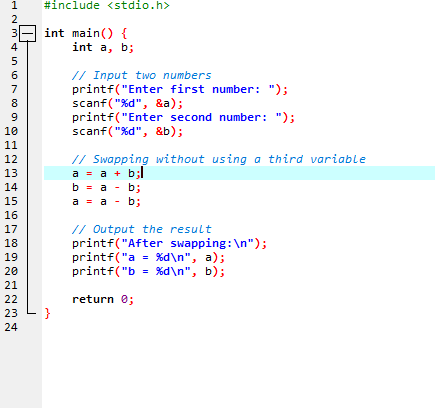 1 #include <stdio.h>
2
3 int main() {
4 int a, b;
5
6 // Input two numbers
7 printf("Enter first number: ");
8 scanf("%d", &a);
9 printf("Enter second number: ");
10 scanf("%d", &b);
11
12 // Swapping without using a third variable
13 a = a + b;
14 b = a - b;
15 a = a - b;
16
17 // Output the result
18 printf("After swapping:\n");
19 printf("a = %d\n", a);
20 printf("b = %d\n", b);
21
22 return 0;
23 }
24